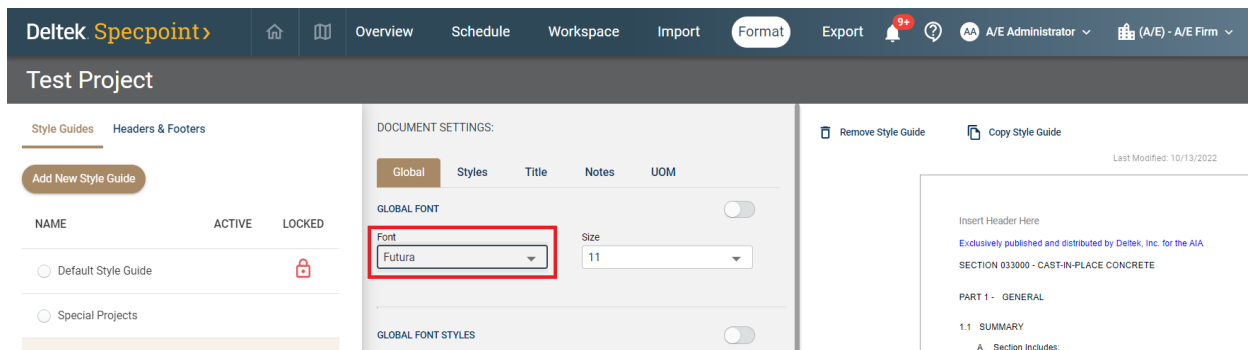 Deltek Specpoint
Overview Schedule Workspace Import Format Export 9+ AA A/E Administrator (A/E) - A/E Firm
Test Project
Style Guides Headers & Footers
Add New Style Guide
NAME ACTIVE LOCKED
Default Style Guide
Special Projects
DOCUMENT SETTINGS:
Global Styles Title Notes UOM
GLOBAL FONT
Font Size
Futura 11
GLOBAL FONT STYLES
Remove Style Guide Copy Style Guide
Last Modified: 10/13/2022
Insert Header Here
Exclusively published and distributed by Deltek, Inc. for the AIA
SECTION 033000 - CAST-IN-PLACE CONCRETE
PART 1 - GENERAL
1.1 SUMMARY
A. Section Includes: